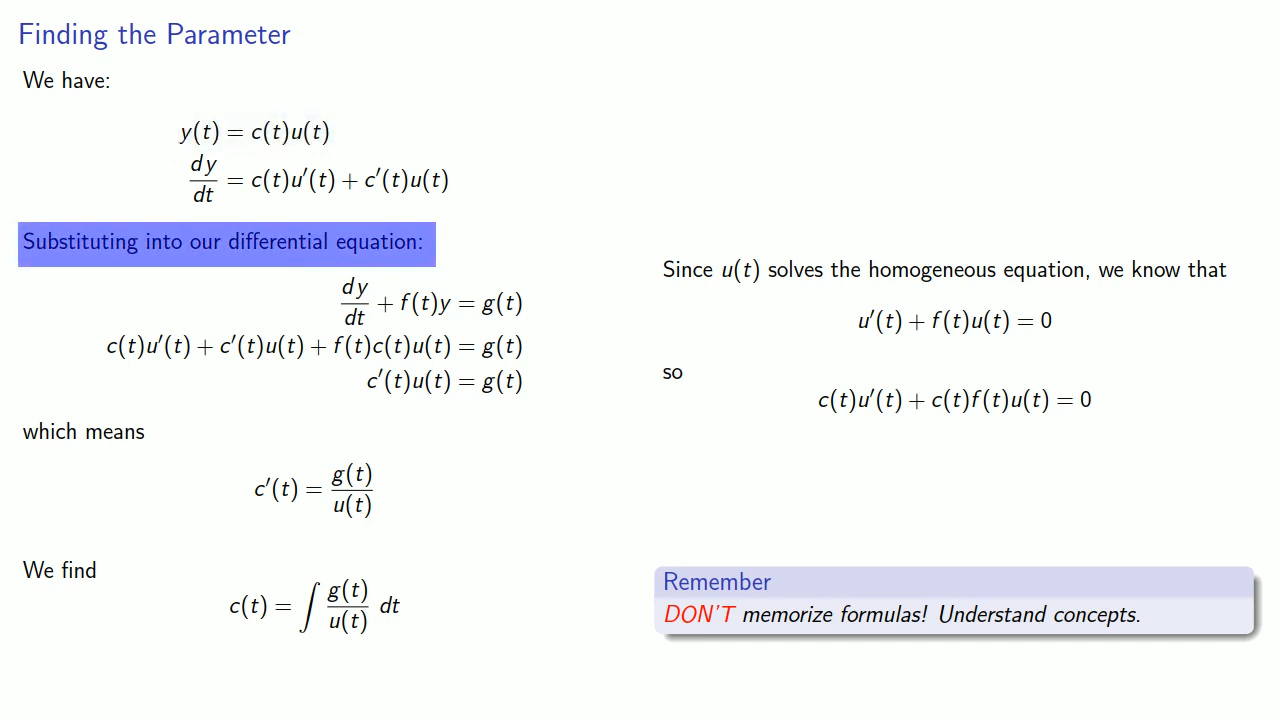 Finding the Parameter
We have:
y(t) = c(t)u(t)
dy/dt = c(t)u′(t) + c′(t)u(t)
Substituting into our differential equation:
dy/dt + f(t)y = g(t)
c(t)u′(t) + c′(t)u(t) + f(t)c(t)u(t) = g(t)
c′(t)u(t) = g(t)
which means
c′(t) = g(t)/u(t)
We find
c(t) = ∫ g(t)/u(t) dt
Since u(t) solves the homogeneous equation, we know that
u′(t) + f(t)u(t) = 0
so
c(t)u′(t) + c(t)f(t)u(t) = 0
Remember
DON'T memorize formulas! Understand concepts.